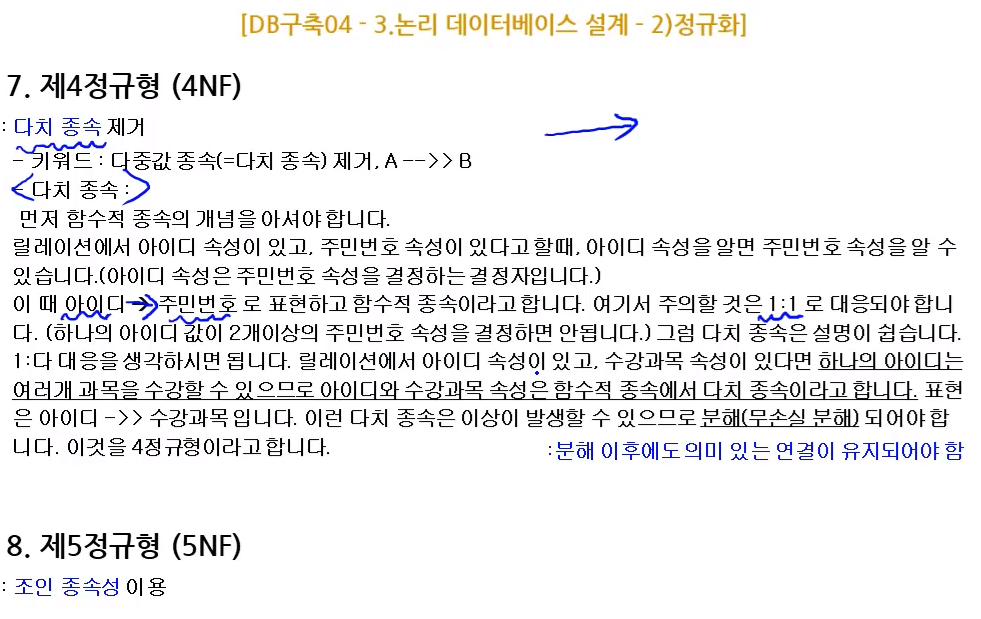 [DB구축04 - 3.논리 데이터베이스 설계 - 2)정규화]
7. 제4정규형 (4NF)
: 다치 종속 제거
- 키워드 : 다중값 종속(=다치 종속) 제거, A -->> B
- 다치 종속 :
먼저 함수적 종속의 개념을 아셔야 합니다.
릴레이션에서 아이디 속성이 있고, 주민번호 속성이 있다고 할때, 아이디 속성을 알면 주민번호 속성을 알 수
있습니다.(아이디 속성은 주민번호 속성을 결정하는 결정자입니다.)
이 때 아이디 -> 주민번호 로 표현하고 함수적 종속이라고 합니다. 여기서 주의할 것은 1:1 로 대응되야 합니
다. (하나의 아이디 값이 2개이상의 주민번호 속성을 결정하면 안됩니다.) 그럼 다치 종속은 설명이 쉽습니다.
1:다 대응을 생각하시면 됩니다. 릴레이션에서 아이디 속성이 있고, 수강과목 속성이 있다면 하나의 아이디는
여러개 과목을 수강할 수 있으므로 아이디와 수강과목 속성은 함수적 종속에서 다치 종속이라고 합니다. 표현
은 아이디 ->> 수강과목 입니다. 이런 다치 종속은 이상이 발생할 수 있으므로 분해(무손실 분해) 되어야 합
니다. 이것을 4정규형이라고 합니다.
:분해 이후에도 의미 있는 연결이 유지되어야 함
8. 제5정규형 (5NF)
: 조인 종속성 이용